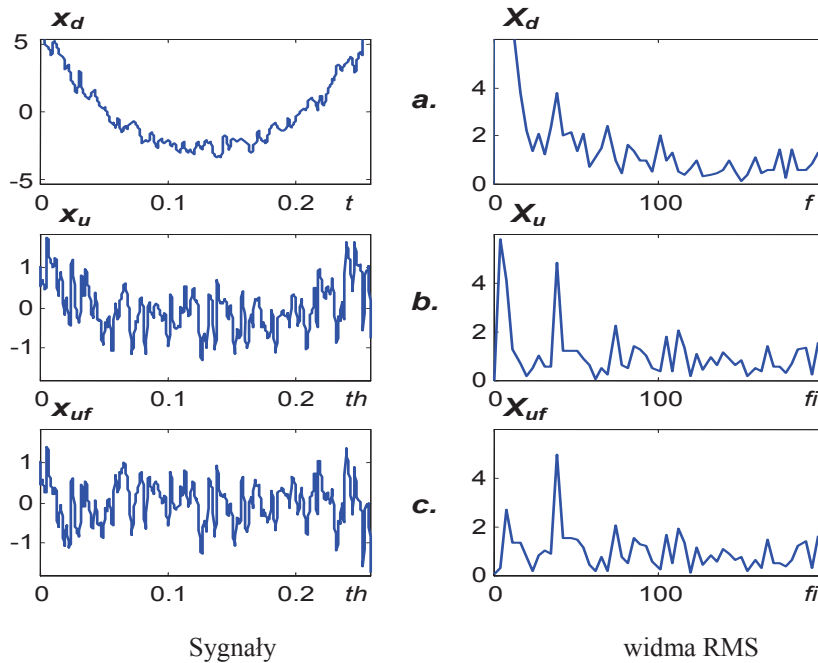 x_d X_d
5
0
-5
0 0.1 0.2 t
4
2
0
0 100 f
a.
x_u X_u
1
0
-1
0 0.1 0.2 th
4
2
0
0 100 fi
b.
x_uf X_uf
1
0
-1
0 0.1 0.2 th
4
2
0
0 100 fi
c.
Sygnały widma RMS